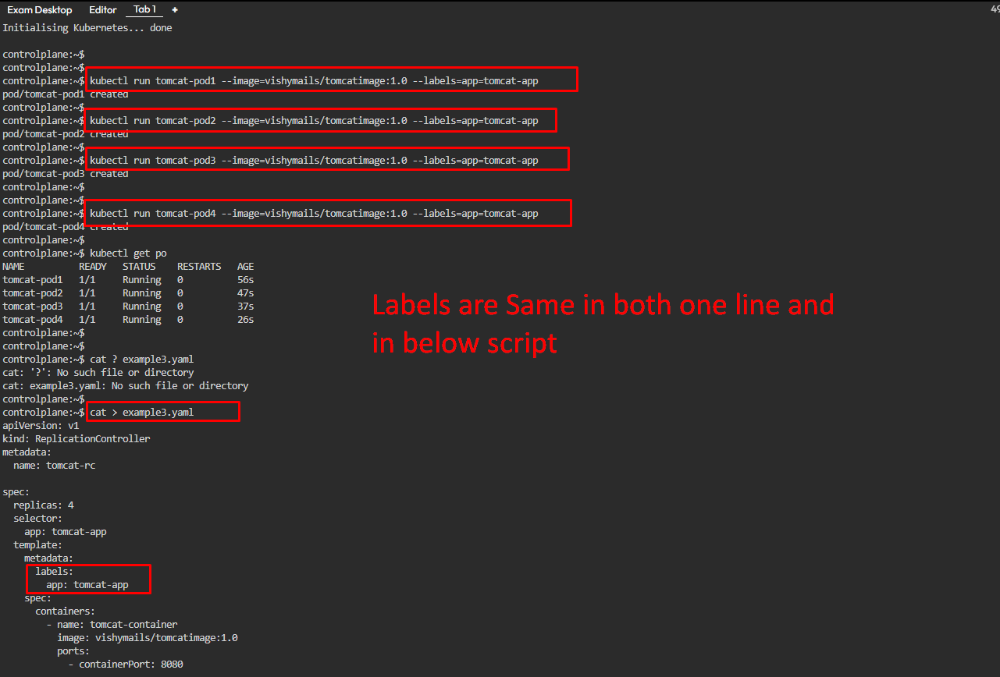 Exam Desktop Editor Tab 1 + 49
Initialising Kubernetes... done
controlplane:~$
controlplane:~$
controlplane:~$ kubectl run tomcat-pod1 --image=vishymails/tomcatimage:1.0 --labels=app=tomcat-app
pod/tomcat-pod1 created
controlplane:~$
controlplane:~$ kubectl run tomcat-pod2 --image=vishymails/tomcatimage:1.0 --labels=app=tomcat-app
pod/tomcat-pod2 created
controlplane:~$
controlplane:~$ kubectl run tomcat-pod3 --image=vishymails/tomcatimage:1.0 --labels=app=tomcat-app
pod/tomcat-pod3 created
controlplane:~$
controlplane:~$
controlplane:~$ kubectl run tomcat-pod4 --image=vishymails/tomcatimage:1.0 --labels=app=tomcat-app
pod/tomcat-pod4 created
controlplane:~$
controlplane:~$ kubectl get po
NAME READY STATUS RESTARTS AGE
tomcat-pod1 1/1 Running 0 56s
tomcat-pod2 1/1 Running 0 47s
tomcat-pod3 1/1 Running 0 37s
tomcat-pod4 1/1 Running 0 26s
Labels are Same in both one line and
in below script
controlplane:~$
controlplane:~$
controlplane:~$ cat ? example3.yaml
cat: '?': No such file or directory
cat: example3.yaml: No such file or directory
controlplane:~$
controlplane:~$ cat > example3.yaml
apiVersion: v1
kind: ReplicationController
metadata:
  name: tomcat-rc
spec:
  replicas: 4
  selector:
    app: tomcat-app
  template:
    metadata:
      labels:
        app: tomcat-app
    spec:
      containers:
        - name: tomcat-container
          image: vishymails/tomcatimage:1.0
          ports:
            - containerPort: 8080